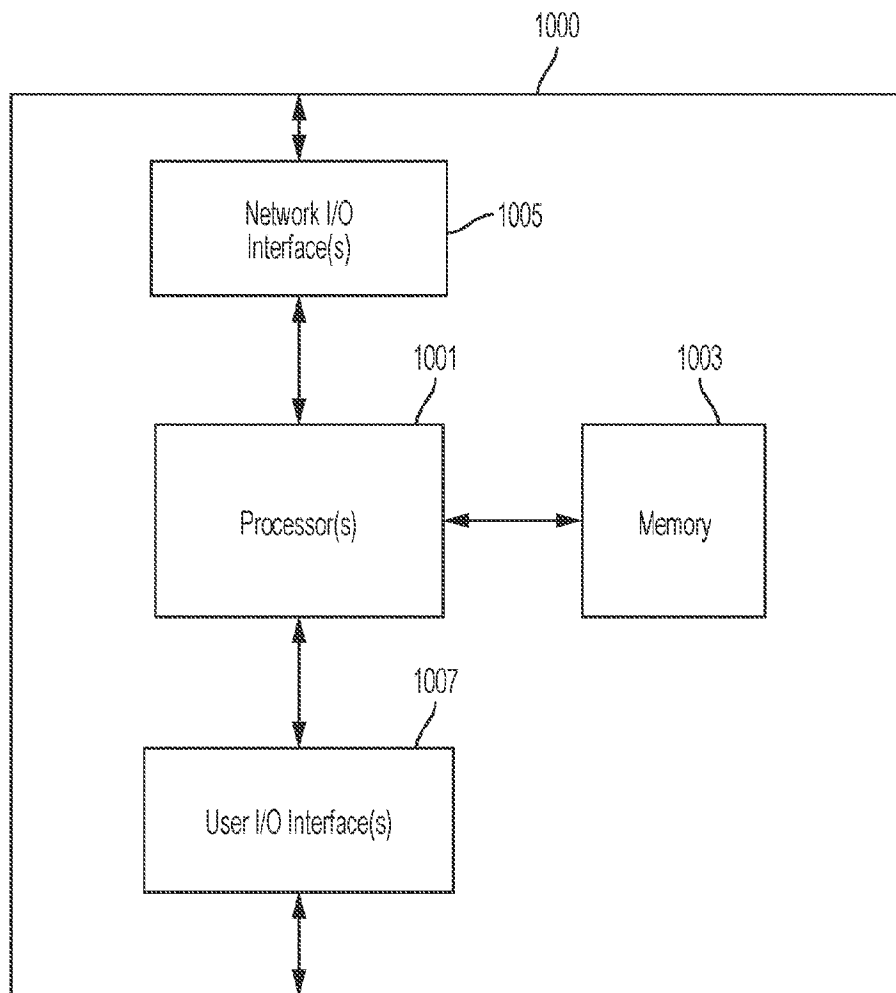 1000
Network I/O
Interface(s)
1005
1001
1003
Processor(s)
Memory
1007
User I/O Interface(s)